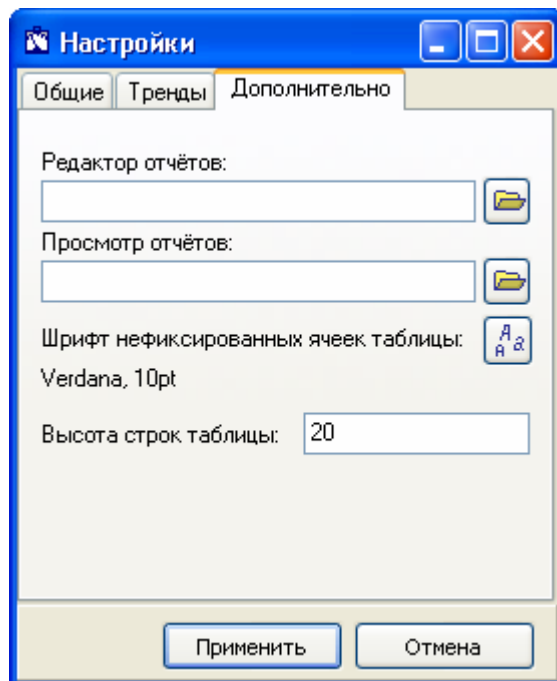 Настройки
Общие Тренды Дополнительно
Редактор отчётов:
Просмотр отчётов:
Шрифт нефиксированных ячеек таблицы:
Verdana, 10pt
Высота строк таблицы: 20
Применить Отмена